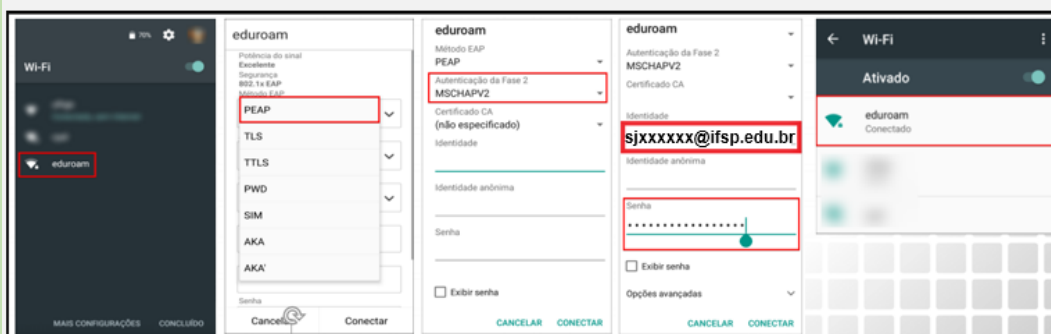 70%
Wi-Fi
eduroam
MAIS CONFIGURAÇÕES CONCLUÍDO
eduroam
Potência do sinal
Excelente
Segurança
802.1x EAP
Método EAP
PEAP
TLS
TTLS
PWD
SIM
AKA
AKA'
Senha
Conectar
eduroam
Método EAP
PEAP
Autenticação da Fase 2
MSCHAPV2
Certificado CA
(não especificado)
Identidade
Identidade anônima
Senha
Exibir senha
CANCELAR CONECTAR
eduroam
Autenticação da Fase 2
MSCHAPV2
Certificado CA
Identidade
sjxxxxxx@ifsp.edu.br
Identidade anônima
Senha
Exibir senha
Opções avançadas
CANCELAR CONECTAR
Wi-Fi
Ativado
eduroam
Conectado